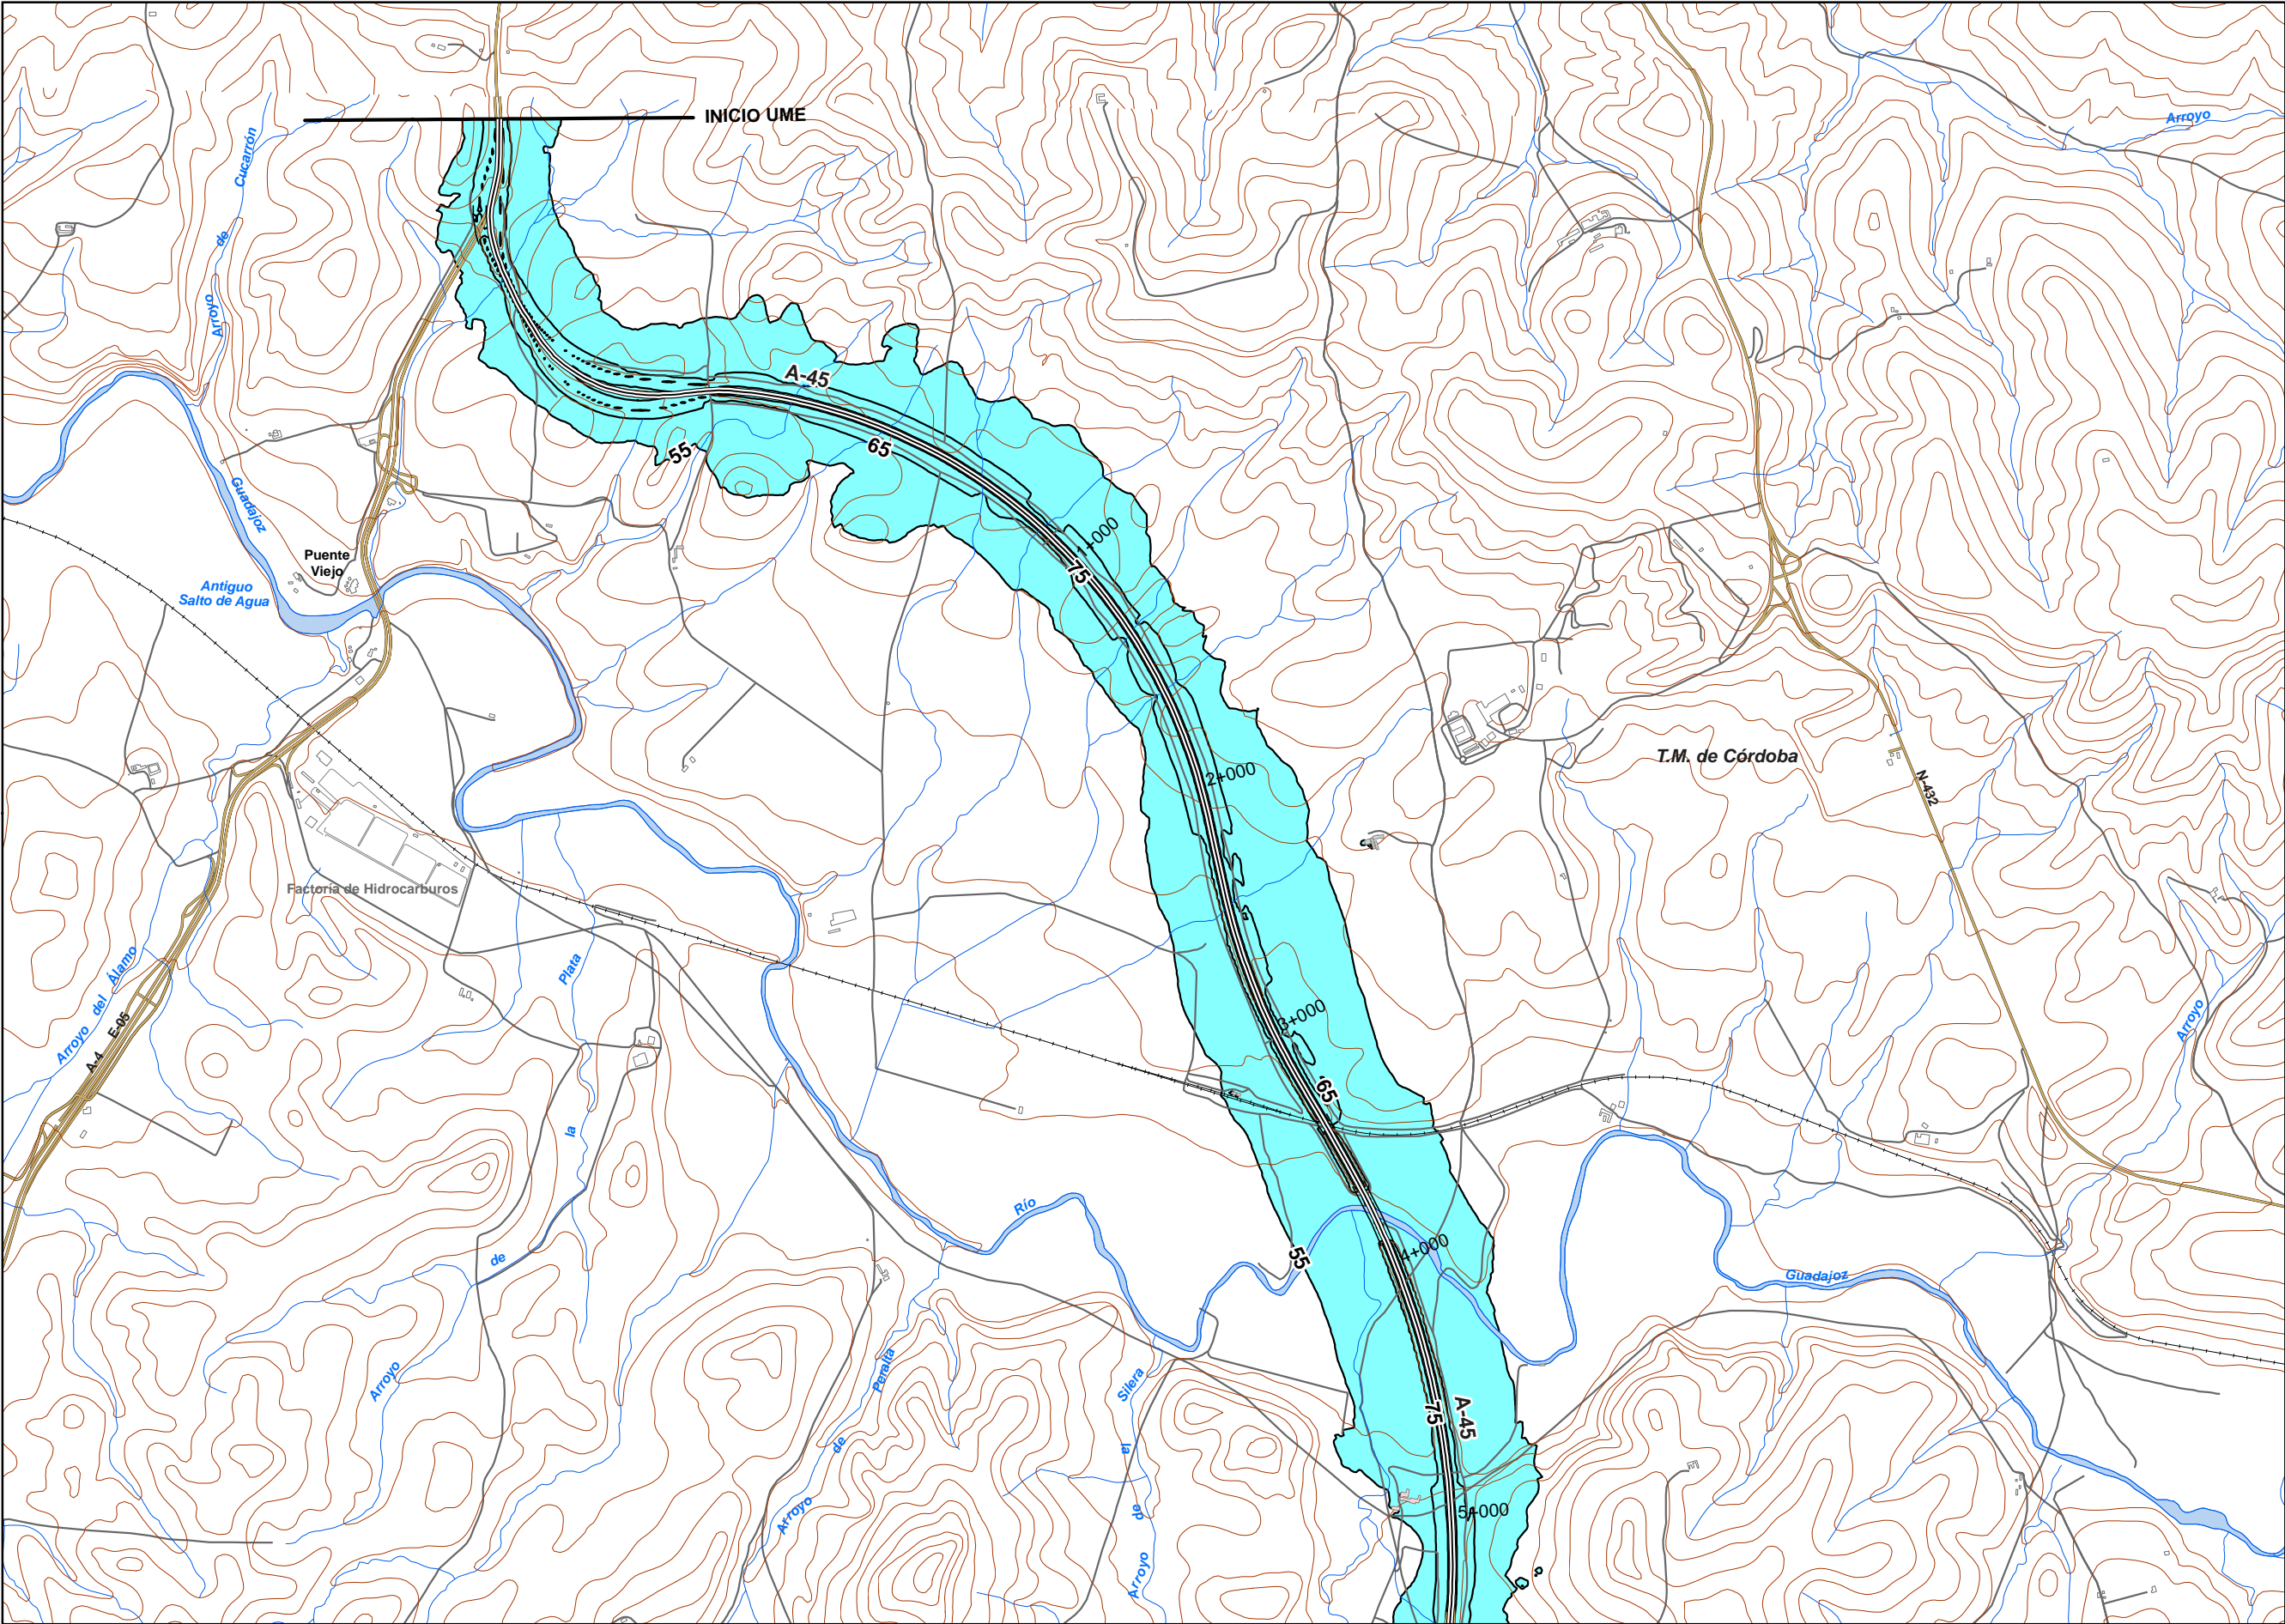 INICIO UME
Arroyo
de
Cucarrón
Arroyo
A-45
65
55
Guadajoz
1+000
75
Puente
Viejo
Antiguo
Salto de Agua
T.M. de Córdoba
2+000
N-432
Factoría de Hidrocarburos
Arroyo del Álamo
A-4 E-05
Plata
la
de
Arroyo
3+000
65
Arroyo
Río
55
4+000
Guadajoz
Peralta
de
Arroyo
Silera
la
de
Arroyo
75
A-45
5+000